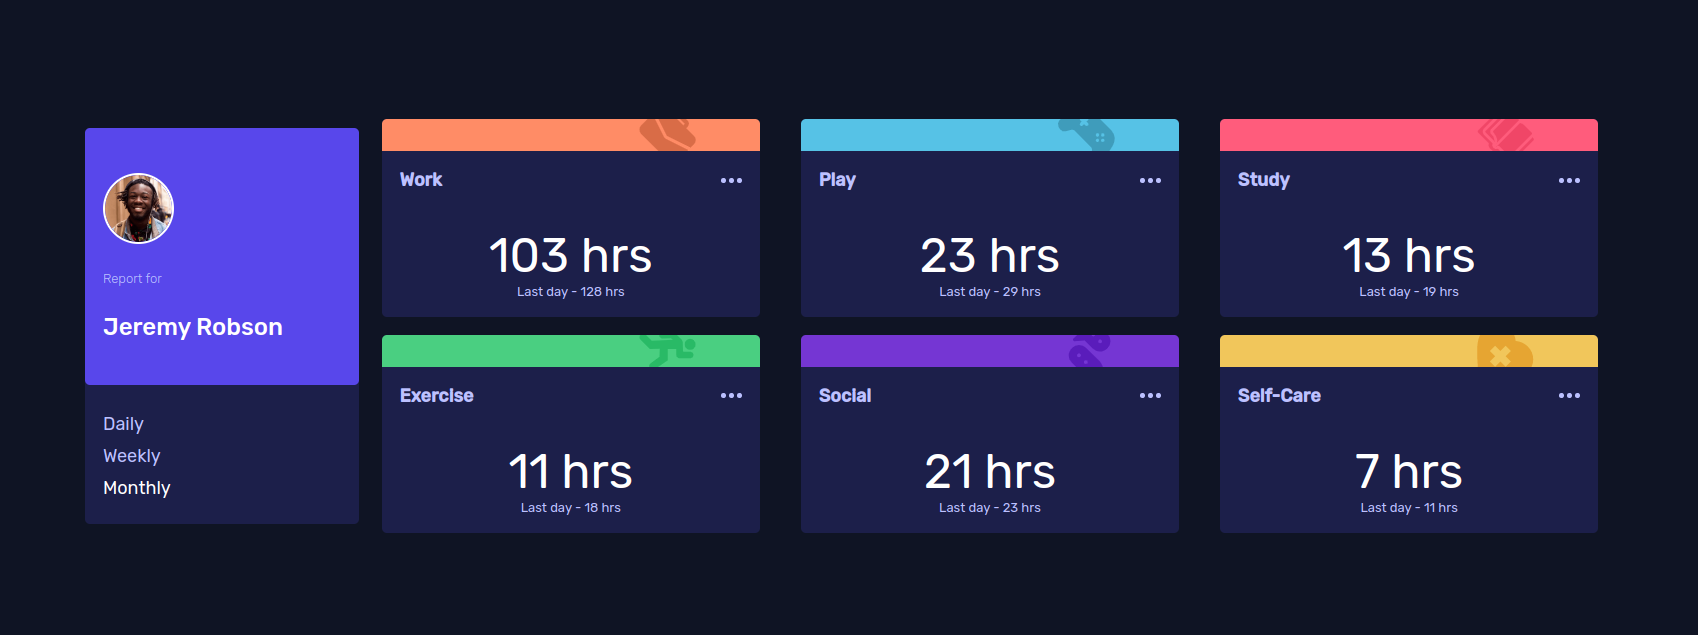 Report for
Jeremy Robson
Daily
Weekly
Monthly
Work
103 hrs
Last day - 128 hrs
Play
23 hrs
Last day - 29 hrs
Study
13 hrs
Last day - 19 hrs
Exercise
11 hrs
Last day - 18 hrs
Social
21 hrs
Last day - 23 hrs
Self-Care
7 hrs
Last day - 11 hrs